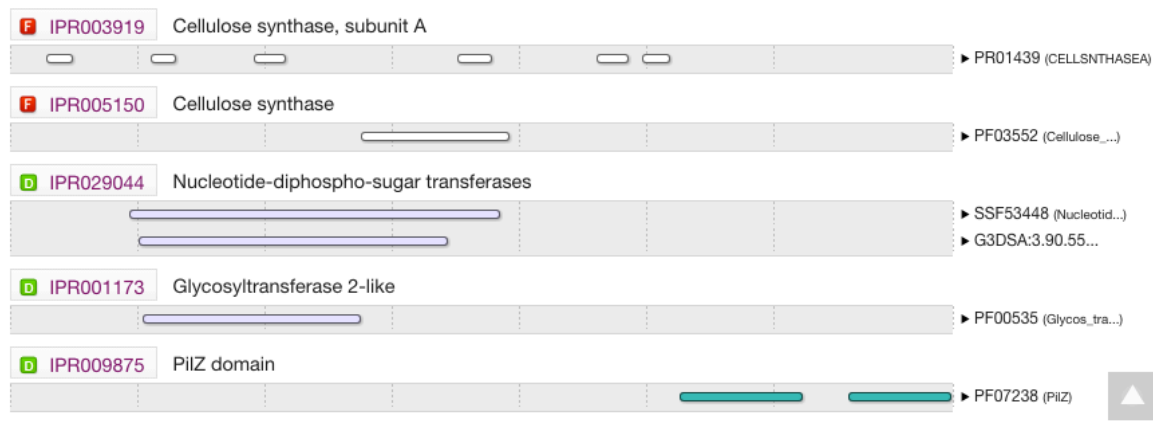 F IPR003919 Cellulose synthase, subunit A
▶ PR01439 (CELLSNTHASEA)
F IPR005150 Cellulose synthase
▶ PF03552 (Cellulose_...)
D IPR029044 Nucleotide-diphospho-sugar transferases
▶ SSF53448 (Nucleotid...)
▶ G3DSA:3.90.55...
D IPR001173 Glycosyltransferase 2-like
▶ PF00535 (Glycos_tra...)
D IPR009875 PilZ domain
▶ PF07238 (PilZ)